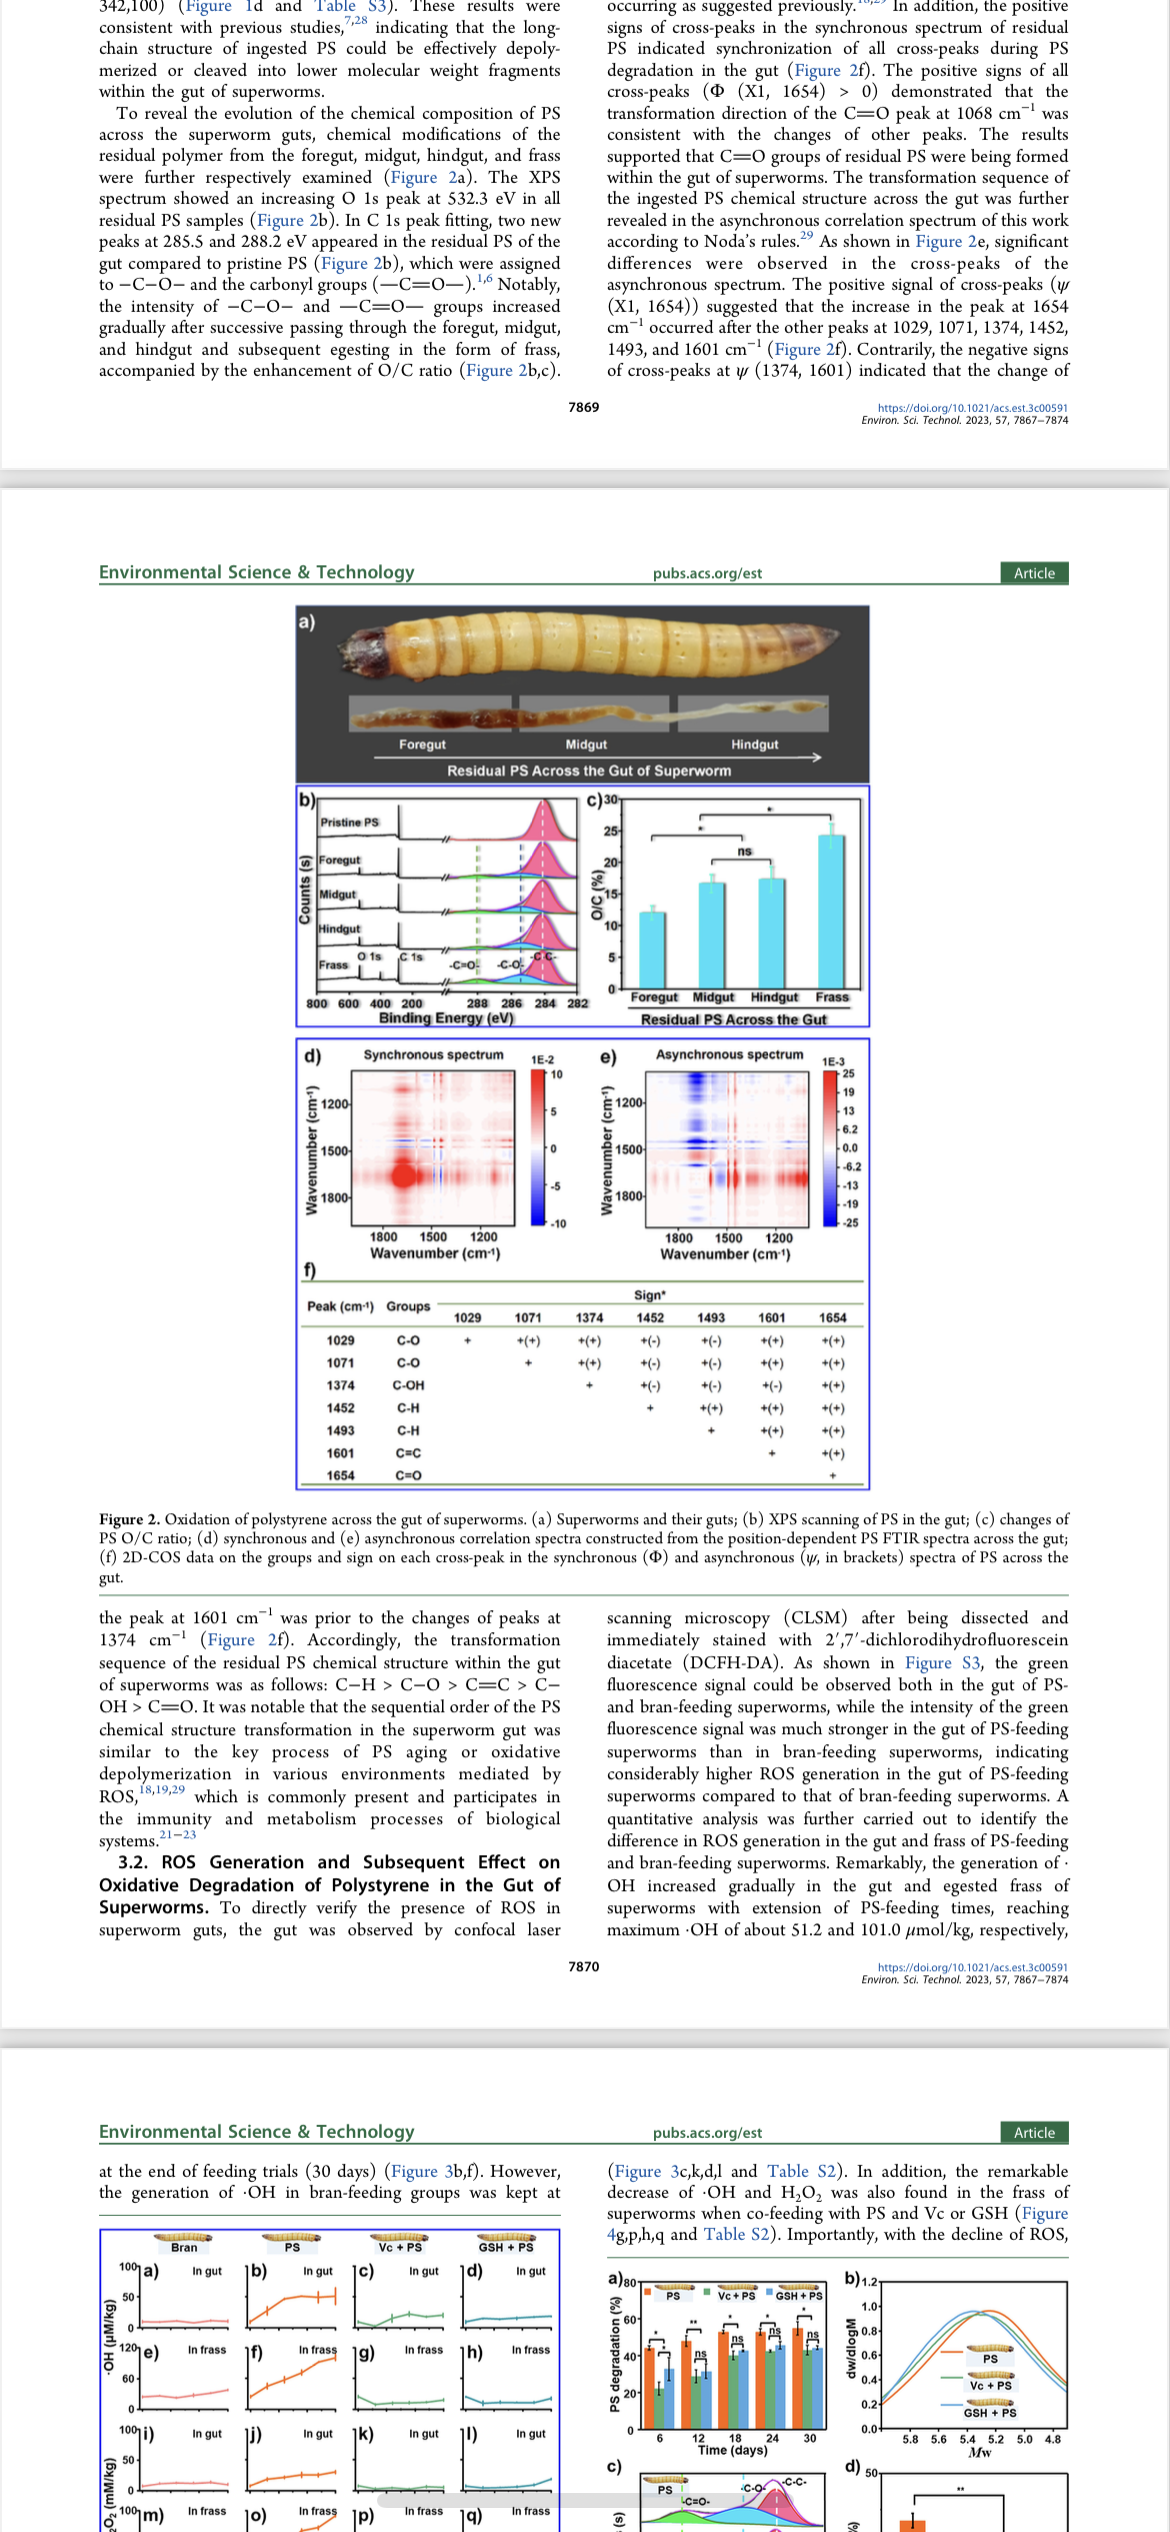 342,100) (Figure 1d and Table S3). These results were
consistent with previous studies,7,28 indicating that the long-
chain structure of ingested PS could be effectively depoly-
merized or cleaved into lower molecular weight fragments
within the gut of superworms.
To reveal the evolution of the chemical composition of PS
across the superworm guts, chemical modifications of the
residual polymer from the foregut, midgut, hindgut, and frass
were further respectively examined (Figure 2a). The XPS
spectrum showed an increasing O 1s peak at 532.3 eV in all
residual PS samples (Figure 2b). In C 1s peak fitting, two new
peaks at 285.5 and 288.2 eV appeared in the residual PS of the
gut compared to pristine PS (Figure 2b), which were assigned
to −C−O− and the carbonyl groups (—C=O—).1,6 Notably,
the intensity of −C−O− and —C=O— groups increased
gradually after successive passing through the foregut, midgut,
and hindgut and subsequent egesting in the form of frass,
accompanied by the enhancement of O/C ratio (Figure 2b,c).
occurring as suggested previously. In addition, the positive
signs of cross-peaks in the synchronous spectrum of residual
PS indicated synchronization of all cross-peaks during PS
degradation in the gut (Figure 2f). The positive signs of all
cross-peaks (Φ (X1, 1654) > 0) demonstrated that the
transformation direction of the C=O peak at 1068 cm−1 was
consistent with the changes of other peaks. The results
supported that C=O groups of residual PS were being formed
within the gut of superworms. The transformation sequence of
the ingested PS chemical structure across the gut was further
revealed in the asynchronous correlation spectrum of this work
according to Noda's rules.29 As shown in Figure 2e, significant
differences were observed in the cross-peaks of the
asynchronous spectrum. The positive signal of cross-peaks (ψ
(X1, 1654)) suggested that the increase in the peak at 1654
cm−1 occurred after the other peaks at 1029, 1071, 1374, 1452,
1493, and 1601 cm−1 (Figure 2f). Contrarily, the negative signs
of cross-peaks at ψ (1374, 1601) indicated that the change of
7869
https://doi.org/10.1021/acs.est.3c00591
Environ. Sci. Technol. 2023, 57, 7867−7874
Environmental Science & Technology
pubs.acs.org/est
Article
a)
Foregut Midgut Hindgut
Residual PS Across the Gut of Superworm
b)
Counts (s)
Pristine PS
Foregut
Midgut
Hindgut
Frass
O 1s C 1s -C=O- -C-O- -C-C-
800 600 400 200 288 286 284 282
Binding Energy (eV)
c)
O/C (%)
30
25
20
15
10
5
0
* * ns
Foregut Midgut Hindgut Frass
Residual PS Across the Gut
d) Synchronous spectrum
1E-2
10
5
0
-5
-10
Wavenumber (cm-1)
1200
1500
1800
1800 1500 1200
Wavenumber (cm-1)
e) Asynchronous spectrum
1E-3
25
19
13
6.2
0.0
-6.2
-13
-19
-25
Wavenumber (cm-1)
1200
1500
1800
1800 1500 1200
Wavenumber (cm-1)
f)
Peak (cm-1) Groups Sign*
1029 1071 1374 1452 1493 1601 1654
1029 C-O + +(+) +(+) +(-) +(-) +(+) +(+)
1071 C-O + +(+) +(-) +(-) +(+) +(+)
1374 C-OH + +(-) +(-) +(-) +(+)
1452 C-H + +(+) +(+) +(+)
1493 C-H + +(+) +(+)
1601 C=C + +(+)
1654 C=O +
Figure 2. Oxidation of polystyrene across the gut of superworms. (a) Superworms and their guts; (b) XPS scanning of PS in the gut; (c) changes of
PS O/C ratio; (d) synchronous and (e) asynchronous correlation spectra constructed from the position-dependent PS FTIR spectra across the gut;
(f) 2D-COS data on the groups and sign on each cross-peak in the synchronous (Φ) and asynchronous (ψ, in brackets) spectra of PS across the
gut.
the peak at 1601 cm−1 was prior to the changes of peaks at
1374 cm−1 (Figure 2f). Accordingly, the transformation
sequence of the residual PS chemical structure within the gut
of superworms was as follows: C−H > C−O > C=C > C−
OH > C=O. It was notable that the sequential order of the PS
chemical structure transformation in the superworm gut was
similar to the key process of PS aging or oxidative
depolymerization in various environments mediated by
ROS,18,19,29 which is commonly present and participates in
the immunity and metabolism processes of biological
systems.21−23
3.2. ROS Generation and Subsequent Effect on
Oxidative Degradation of Polystyrene in the Gut of
Superworms. To directly verify the presence of ROS in
superworm guts, the gut was observed by confocal laser
scanning microscopy (CLSM) after being dissected and
immediately stained with 2′,7′-dichlorodihydrofluorescein
diacetate (DCFH-DA). As shown in Figure S3, the green
fluorescence signal could be observed both in the gut of PS-
and bran-feeding superworms, while the intensity of the green
fluorescence signal was much stronger in the gut of PS-feeding
superworms than in bran-feeding superworms, indicating
considerably higher ROS generation in the gut of PS-feeding
superworms compared to that of bran-feeding superworms. A
quantitative analysis was further carried out to identify the
difference in ROS generation in the gut and frass of PS-feeding
and bran-feeding superworms. Remarkably, the generation of ·
OH increased gradually in the gut and egested frass of
superworms with extension of PS-feeding times, reaching
maximum ·OH of about 51.2 and 101.0 μmol/kg, respectively,
7870
https://doi.org/10.1021/acs.est.3c00591
Environ. Sci. Technol. 2023, 57, 7867−7874
Environmental Science & Technology
pubs.acs.org/est
Article
at the end of feeding trials (30 days) (Figure 3b,f). However,
the generation of ·OH in bran-feeding groups was kept at
Bran PS Vc + PS GSH + PS
·OH (μM/kg)
100 50 0
a) In gut b) In gut c) In gut d) In gut
120 60 0
e) In frass f) In frass g) In frass h) In frass
100 50 0
i) In gut j) In gut k) In gut l) In gut
O2 (mM/kg)
100
m) In frass o) In frass p) In frass q) In frass
(Figure 3c,k,d,l and Table S2). In addition, the remarkable
decrease of ·OH and H2O2 was also found in the frass of
superworms when co-feeding with PS and Vc or GSH (Figure
4g,p,h,q and Table S2). Importantly, with the decline of ROS,
a)
PS Vc + PS GSH + PS
PS degradation (%)
80
60
40
20
0
* * ** ns * ns * ns * ns
6 12 18 24 30
Time (days)
b)
dw/dlogM
1.2
1.0
0.8
0.6
0.4
0.2
0.0
PS
Vc + PS
GSH + PS
5.8 5.6 5.4 5.2 5.0 4.8
Mw
c)
PS
-C=O- -C-O- -C-C-
(s)
d)
50
**
%)